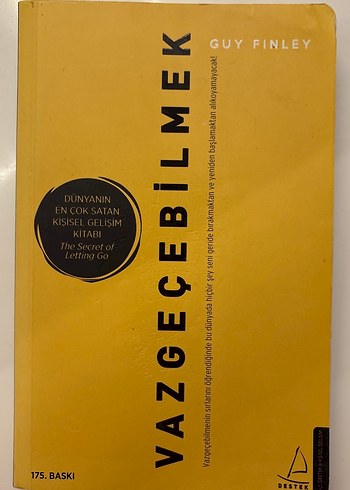 GUY FINLEY
VAZGEÇEBİLMEK
Vazgeçebilmenin sırlarını öğrendiğinde bu dünyada hiçbir şey seni geride bırakmaktan ve yeniden başlamaktan alıkoyamayacak!
DÜNYANIN
EN ÇOK SATAN
KİŞİSEL GELİŞİM
KİTABI
The Secret of
Letting Go
175. BASKI
DESTEK